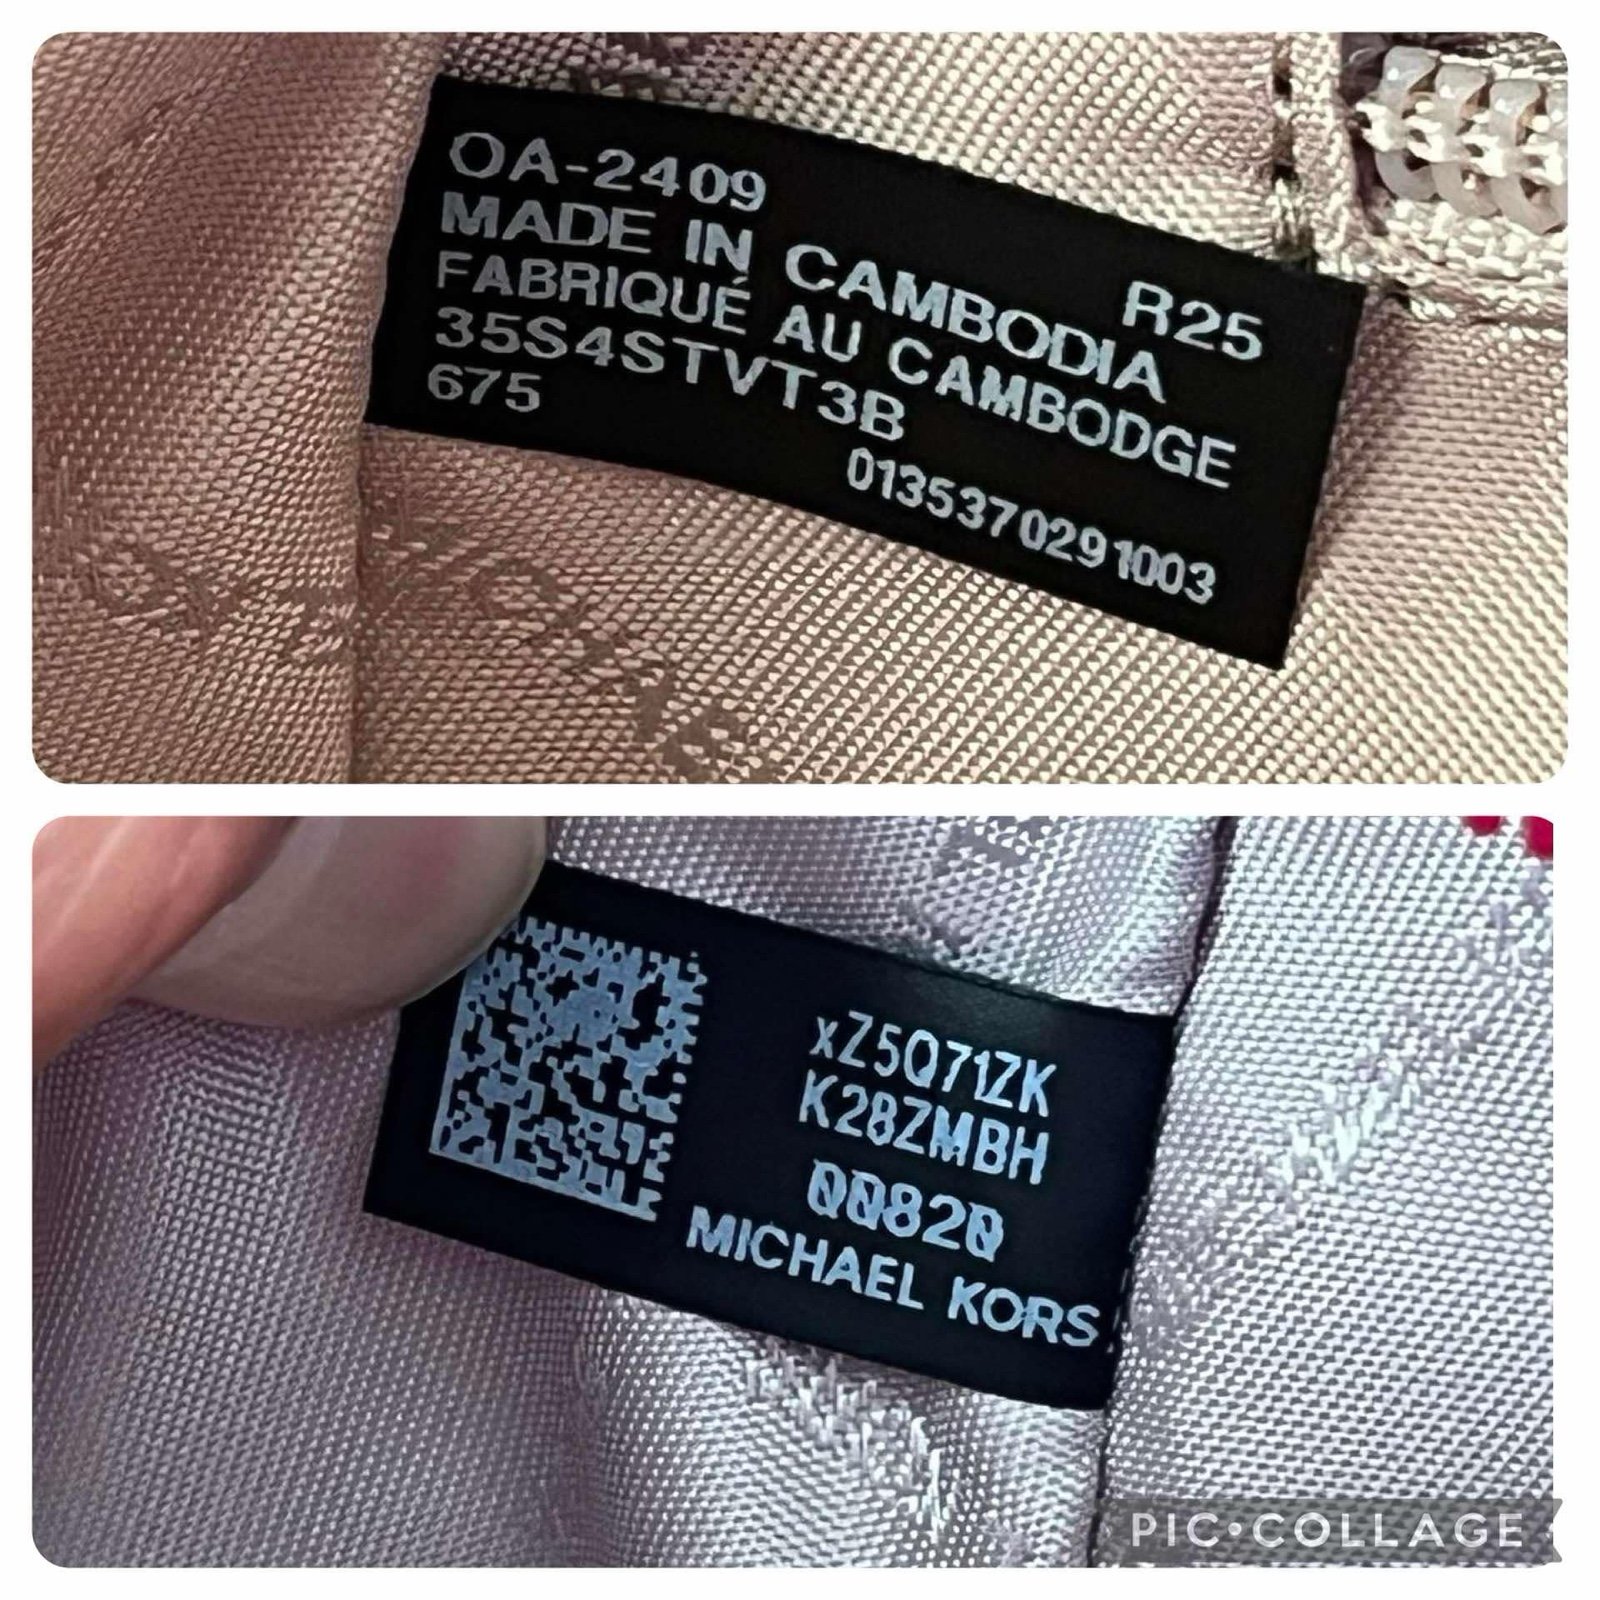 OA-2409
R25
MADE IN CAMBODIA
FABRIQUÉ AU CAMBODGE
35S4STVT3B
675
0135370291003
xZ5Q71ZK
K28ZMBH
00820
MICHAEL KORS
PIC•COLLAGE